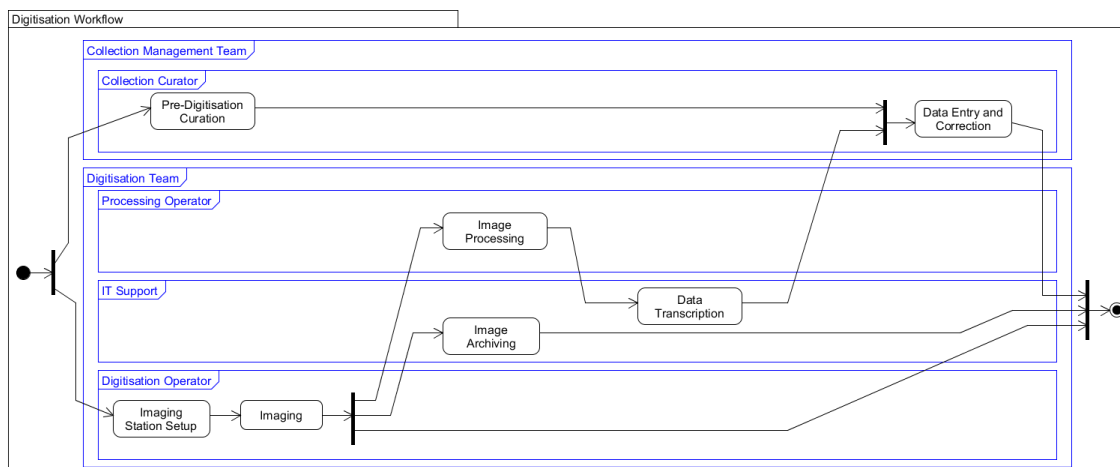 Digitisation Workflow
Collection Management Team
Collection Curator
Pre-Digitisation
Curation
Data Entry and
Correction
Digitisation Team
Processing Operator
Image
Processing
IT Support
Data
Transcription
Image
Archiving
Digitisation Operator
Imaging
Station Setup
Imaging